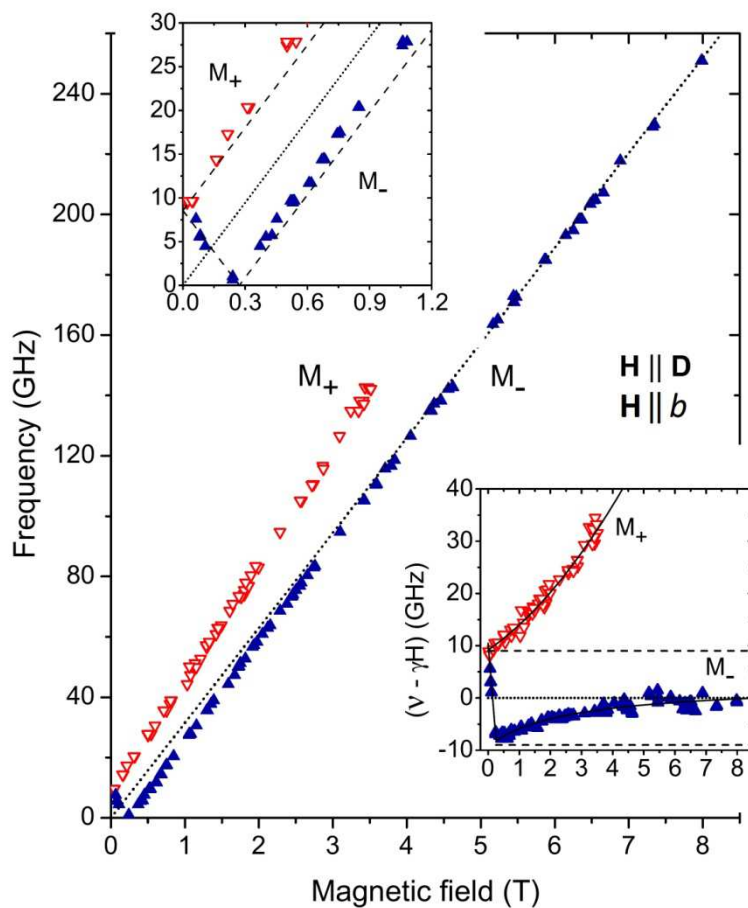 30
25
20
15
10
5
0
M+
M-
0.0 0.3 0.6 0.9 1.2
240
200
160
120
80
40
0
Frequency (GHz)
M+
M-
H || D
H || b
40
30
20
10
0
-10
(ν - γH) (GHz)
M+
M-
0 1 2 3 4 5 6 7 8
0 1 2 3 4 5 6 7 8
Magnetic field (T)